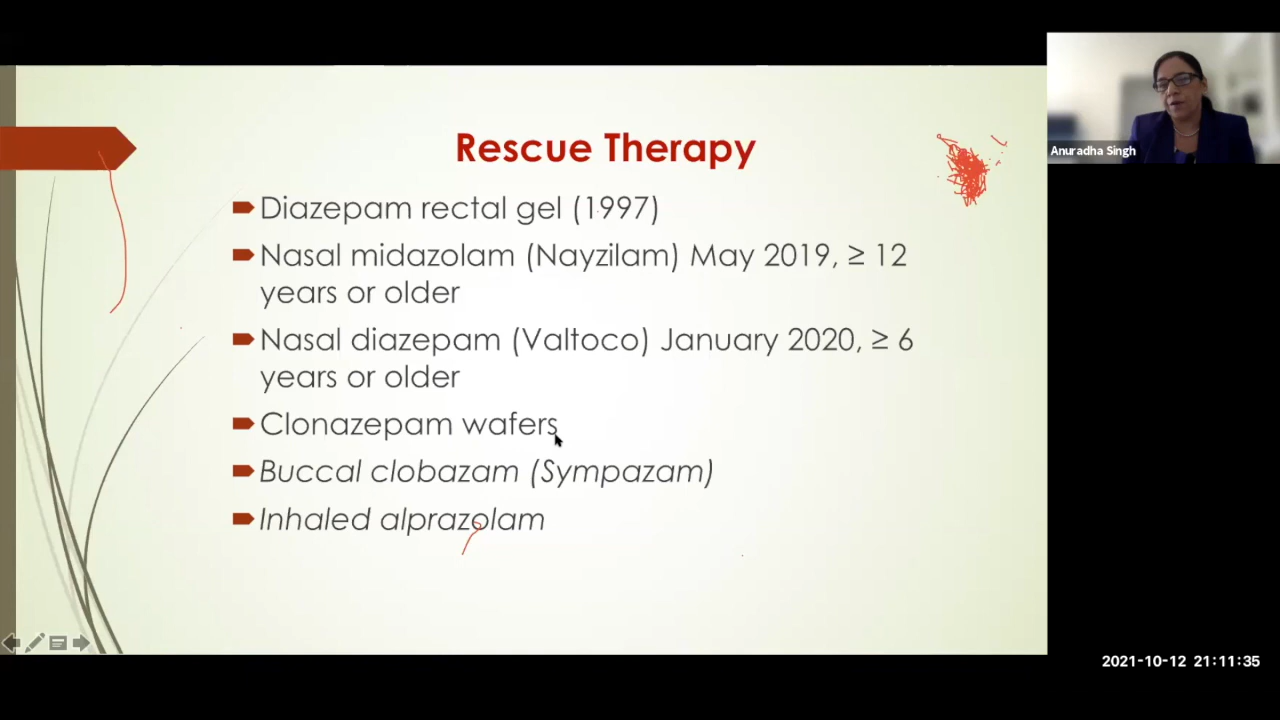 Rescue Therapy
Diazepam rectal gel (1997)
Nasal midazolam (Nayzilam) May 2019, ≥ 12
years or older
Nasal diazepam (Valtoco) January 2020, ≥ 6
years or older
Clonazepam wafers
Buccal clobazam (Sympazam)
Inhaled alprazolam
Anuradha Singh
2021-10-12 21:11:35